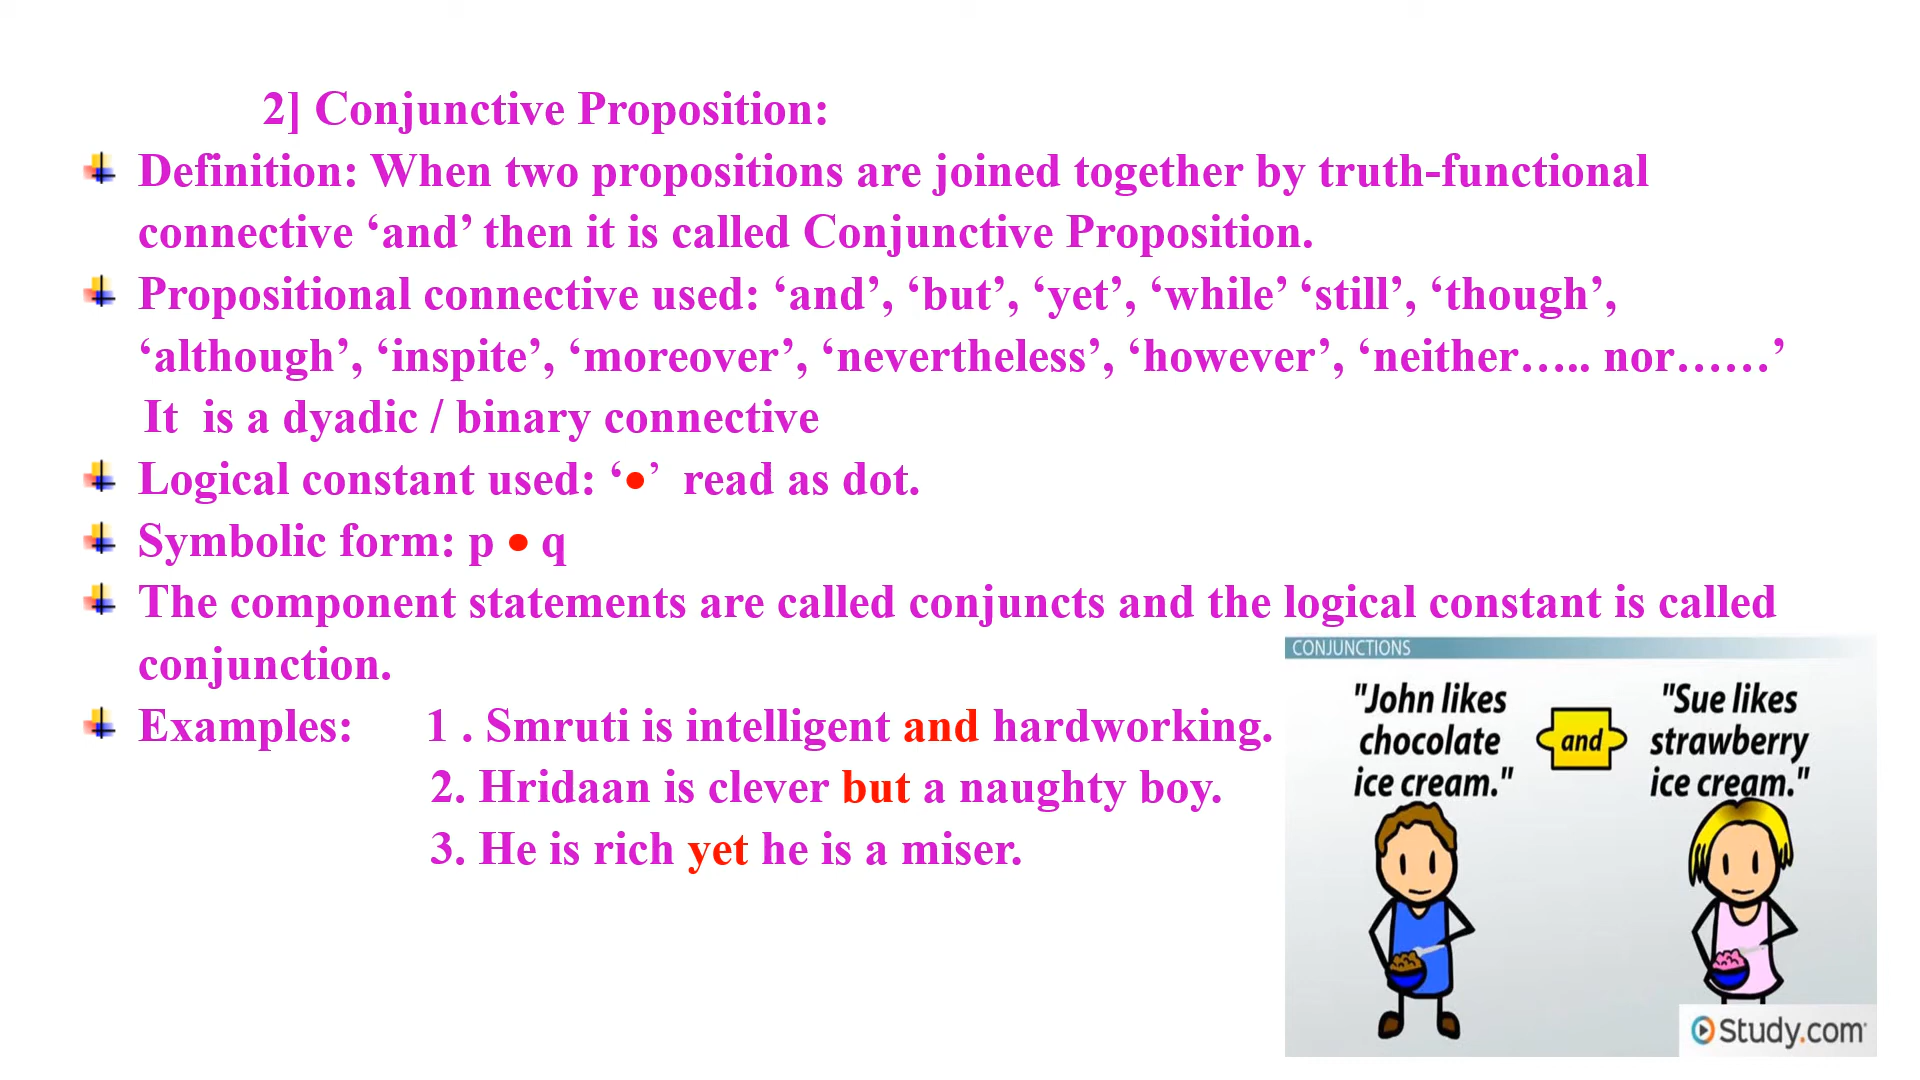 2] Conjunctive Proposition:
Definition: When two propositions are joined together by truth-functional
connective ‘and’ then it is called Conjunctive Proposition.
Propositional connective used: ‘and’, ‘but’, ‘yet’, ‘while’ ‘still’, ‘though’,
‘although’, ‘inspite’, ‘moreover’, ‘nevertheless’, ‘however’, ‘neither….. nor……’
It is a dyadic / binary connective
Logical constant used: ‘•’ read as dot.
Symbolic form: p • q
The component statements are called conjuncts and the logical constant is called
conjunction.
Examples: 1 . Smruti is intelligent and hardworking.
2. Hridaan is clever but a naughty boy.
3. He is rich yet he is a miser.
CONJUNCTIONS
"John likes
chocolate
ice cream."
and
"Sue likes
strawberry
ice cream."
Study.com